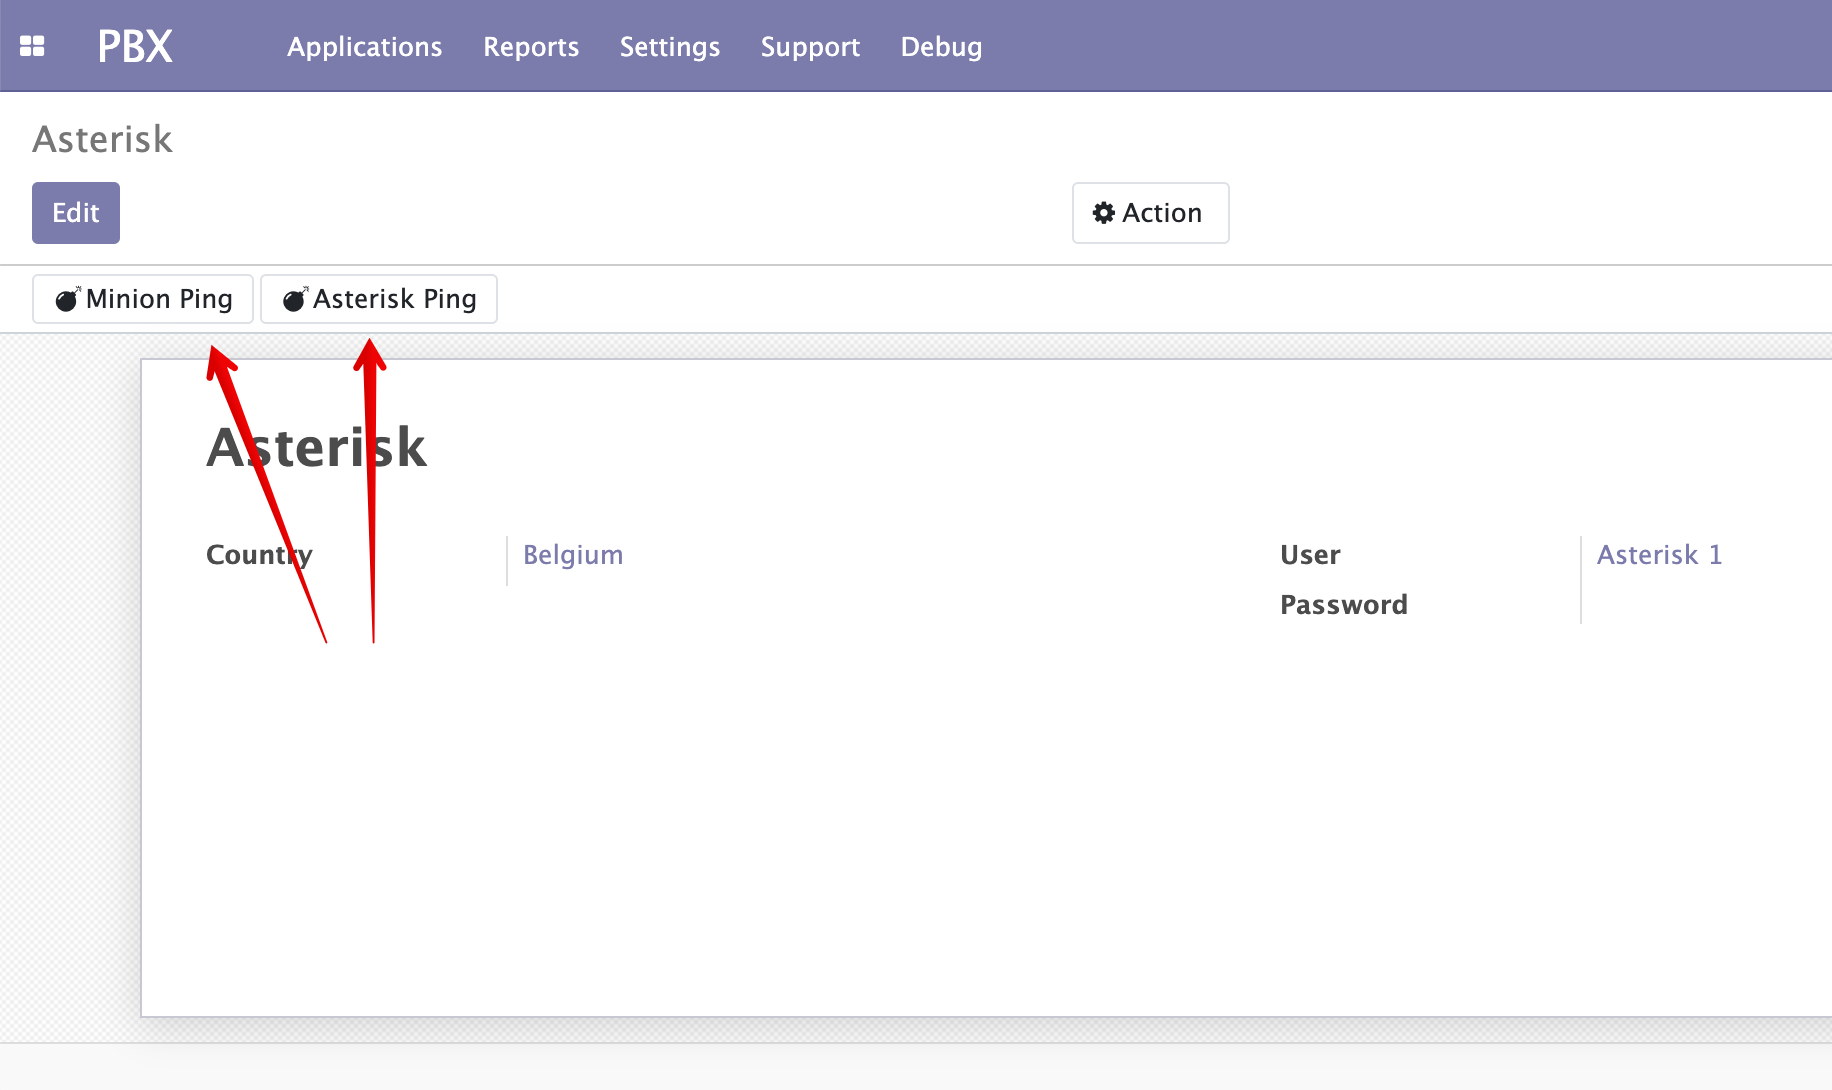 PBX Applications Reports Settings Support Debug
Asterisk
Edit Action
Minion Ping Asterisk Ping
Asterisk
Country Belgium User Asterisk 1
Password